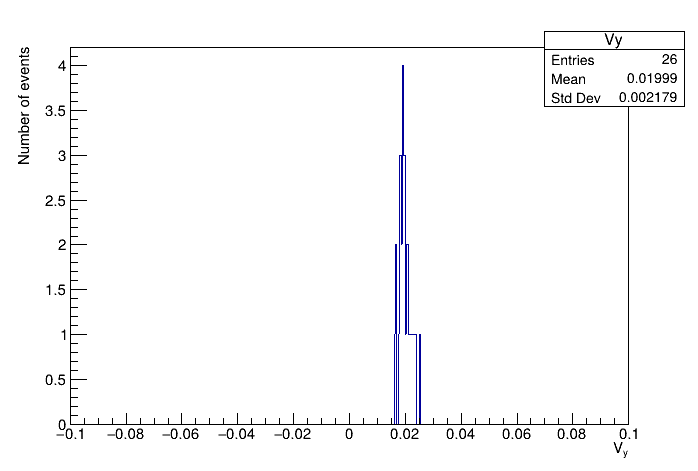 Vy
Entries 26
Mean 0.01999
Std Dev 0.002179
Number of events
4
3.5
3
2.5
2
1.5
1
0.5
0
−0.1 −0.08 −0.06 −0.04 −0.02 0 0.02 0.04 0.06 0.08 0.1
Vy